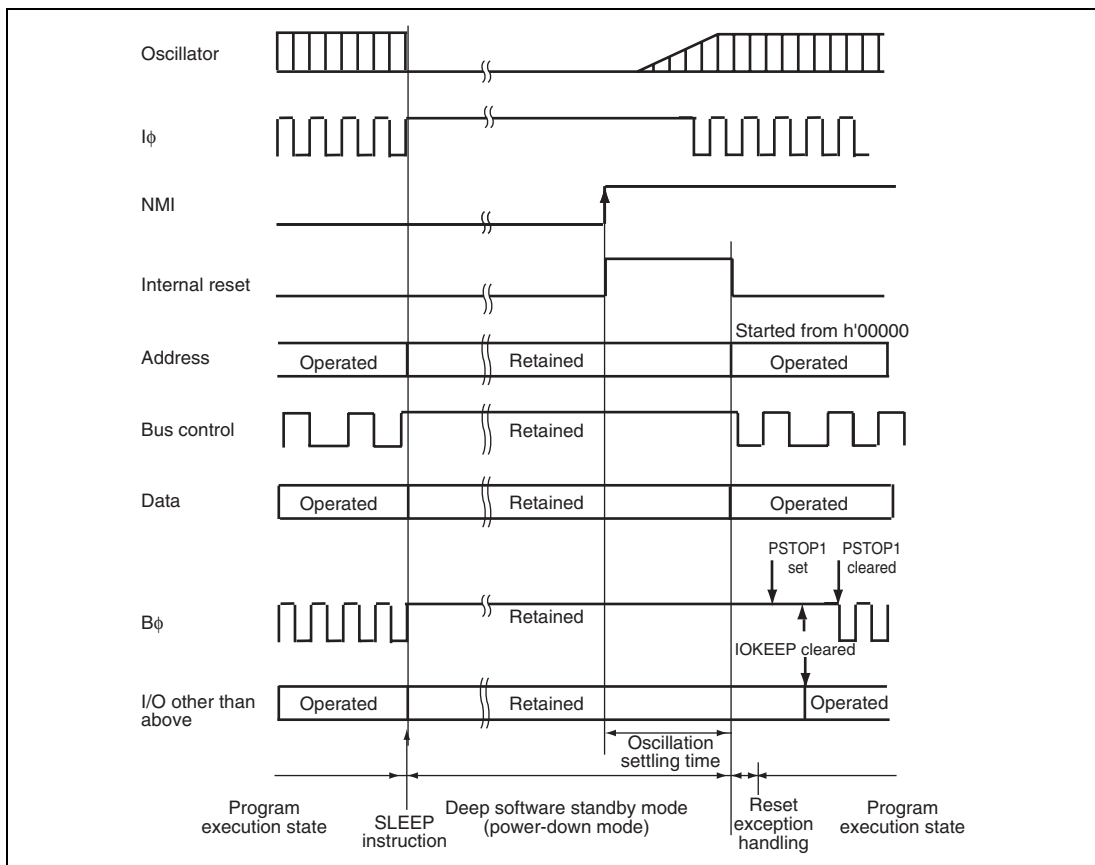 Oscillator
Iϕ
NMI
Internal reset
Started from h'00000
Address
Operated
Retained
Operated
Bus control
Retained
Data
Operated
Retained
Operated
PSTOP1
set
PSTOP1
cleared
Bϕ
Retained
IOKEEP cleared
I/O other than
above
Operated
Retained
Operated
Oscillation
settling time
Program
execution state
SLEEP
instruction
Deep software standby mode
(power-down mode)
Reset
exception
handling
Program
execution state